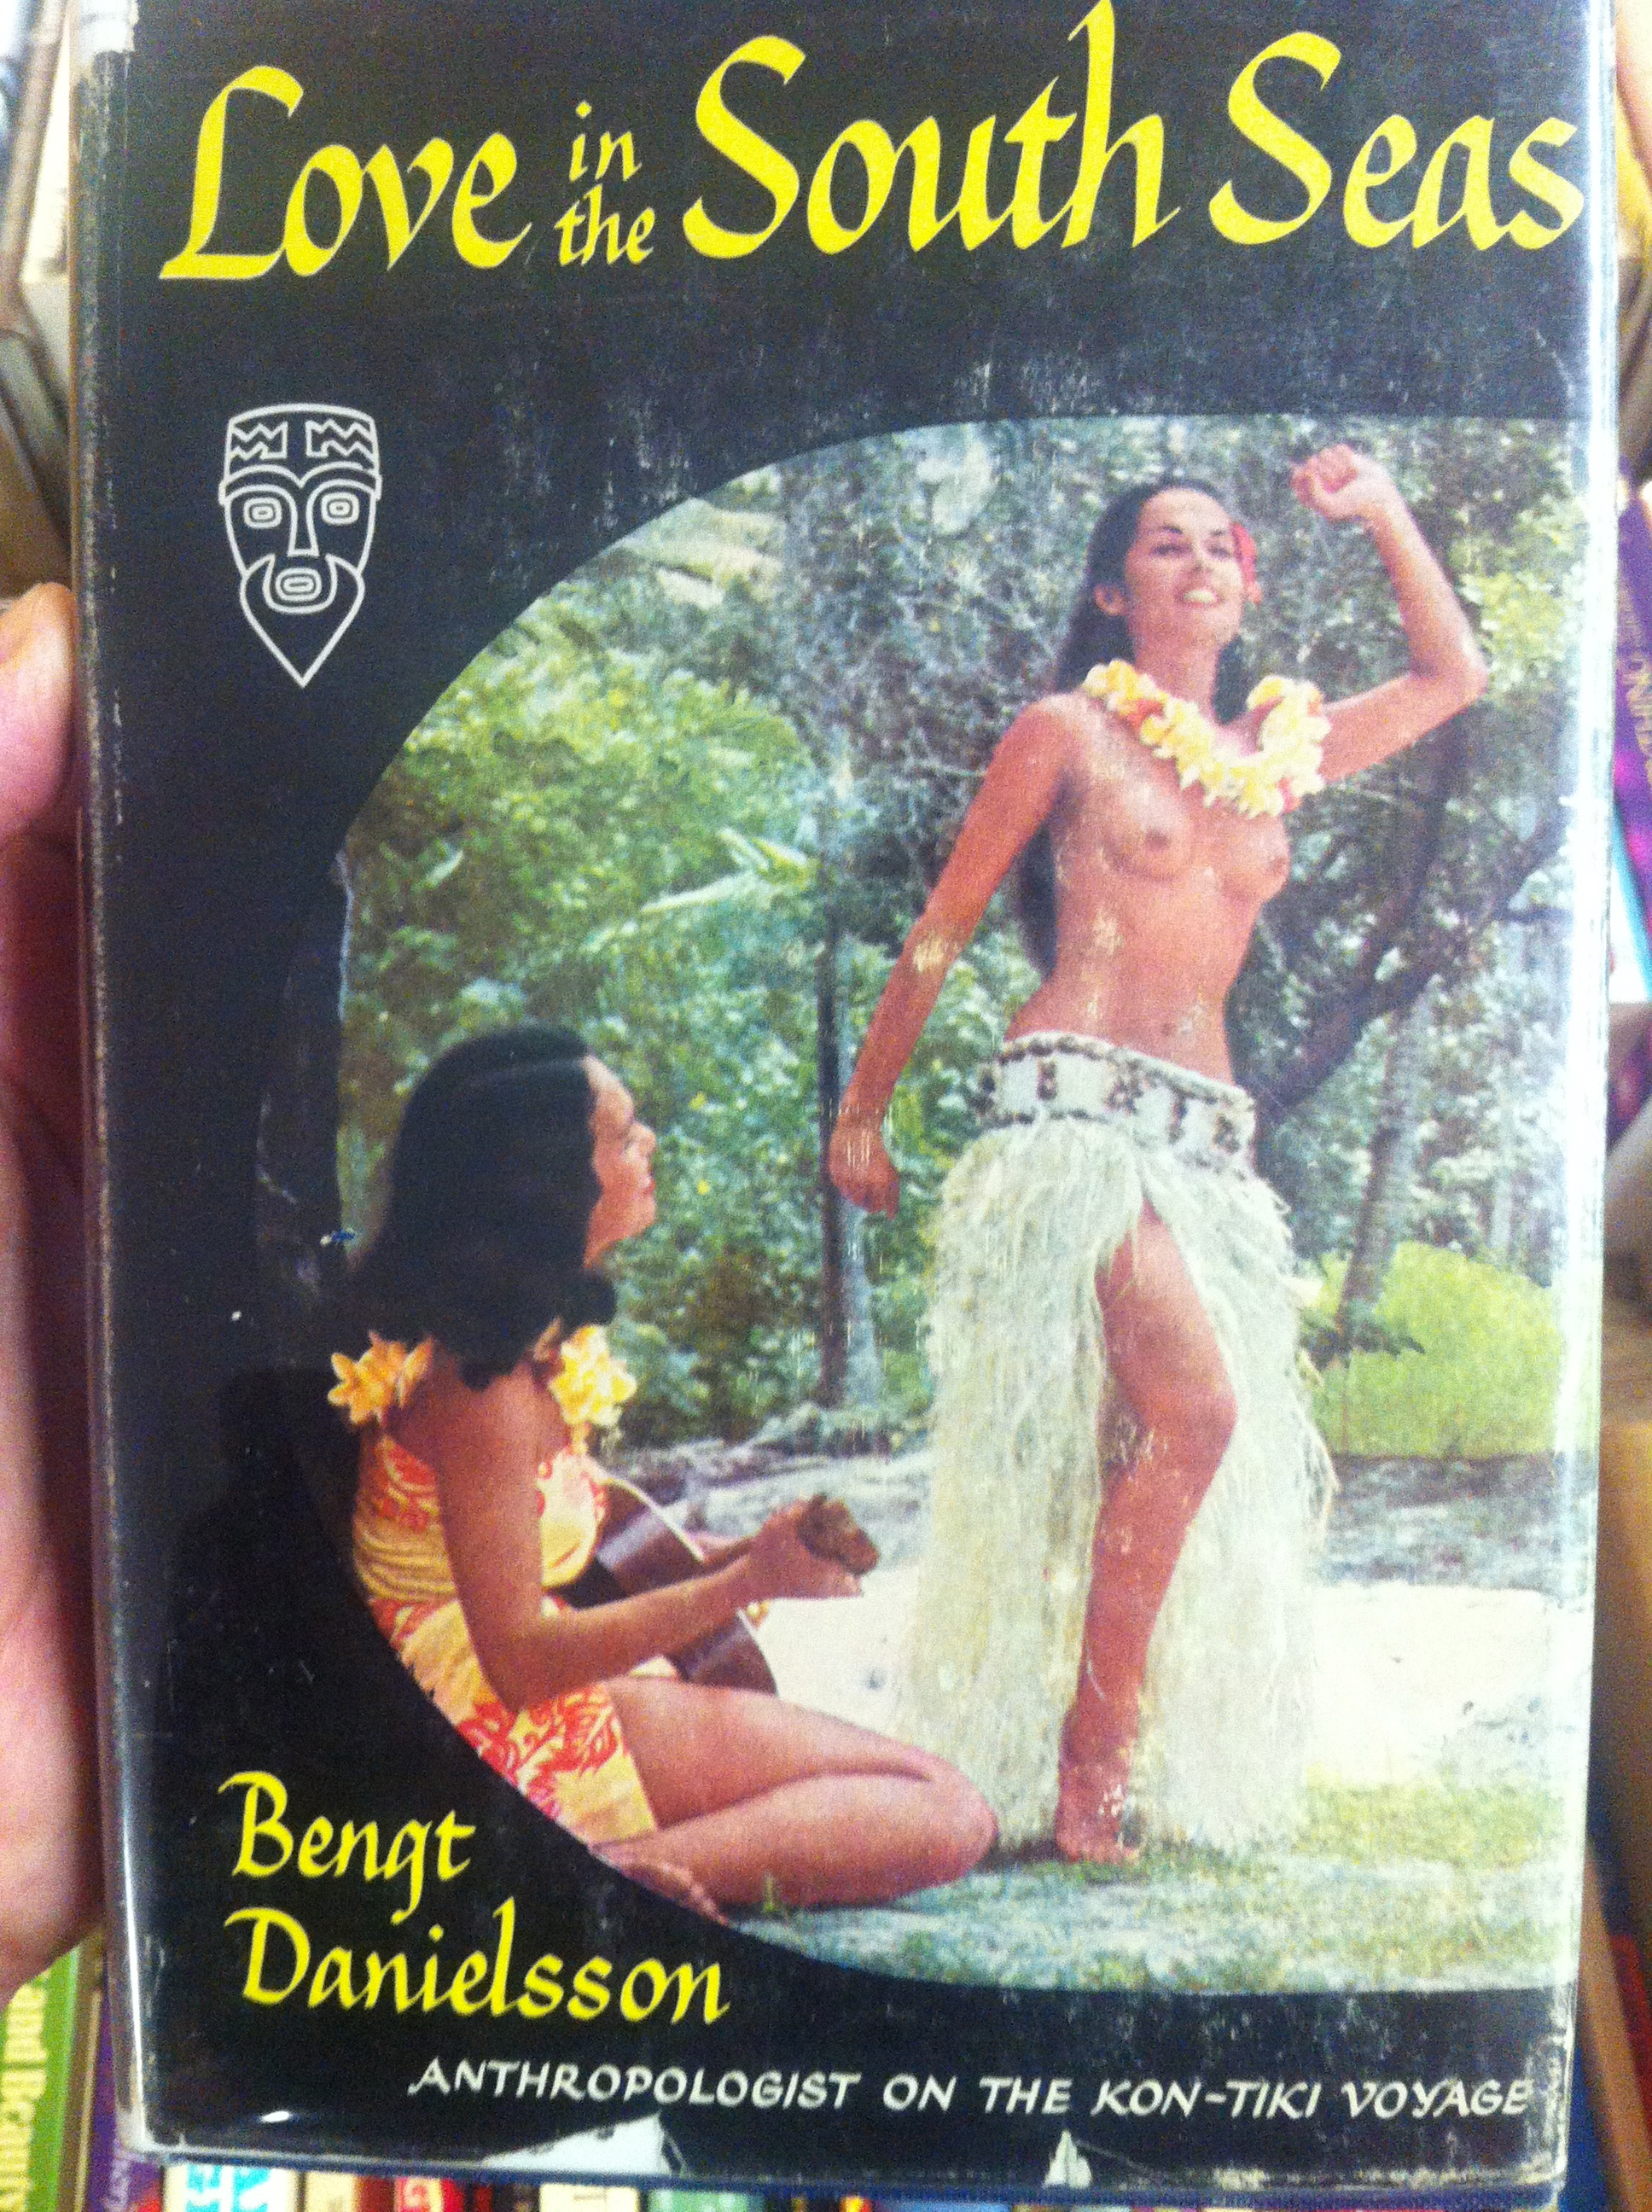 Love in the South Seas
Bengt
Danielsson
ANTHROPOLOGIST ON THE KON-TIKI VOYAGE